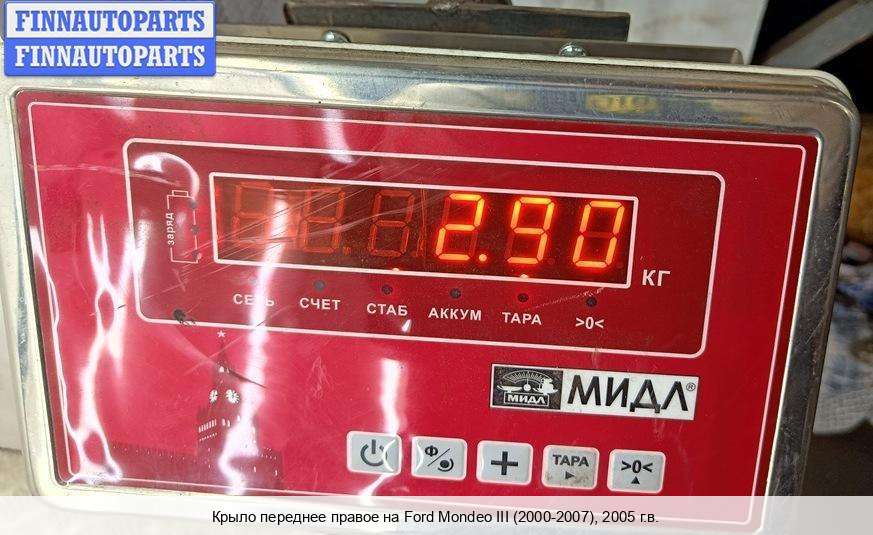 FINNAUTOPARTS
FINNAUTOPARTS
заряд
2.90
КГ
СЕТЬ СЧЕТ СТАБ АККУМ ТАРА >0<
МИДЛ
МИДЛ®
Ф
ТАРА
>0<
Крыло переднее правое на Ford Mondeo III (2000-2007), 2005 г.в.